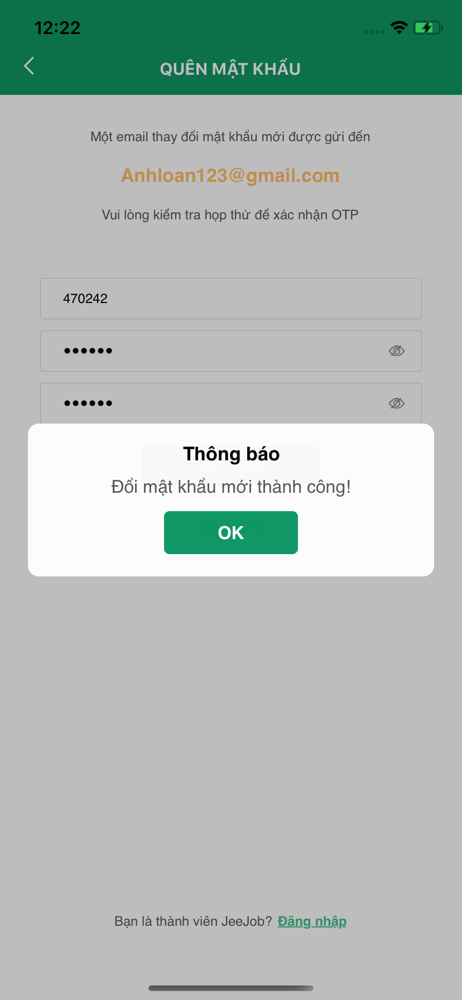 12:22
QUÊN MẬT KHẨU
Một email thay đổi mật khẩu mới được gửi đến
Anhloan123@gmail.com
Vui lòng kiểm tra họp thử để xác nhận OTP
470242
••••••
••••••
Thông báo
XÁC NHẬN
Đổi mật khẩu mới thành công!
OK
Bạn là thành viên JeeJob? Đăng nhập